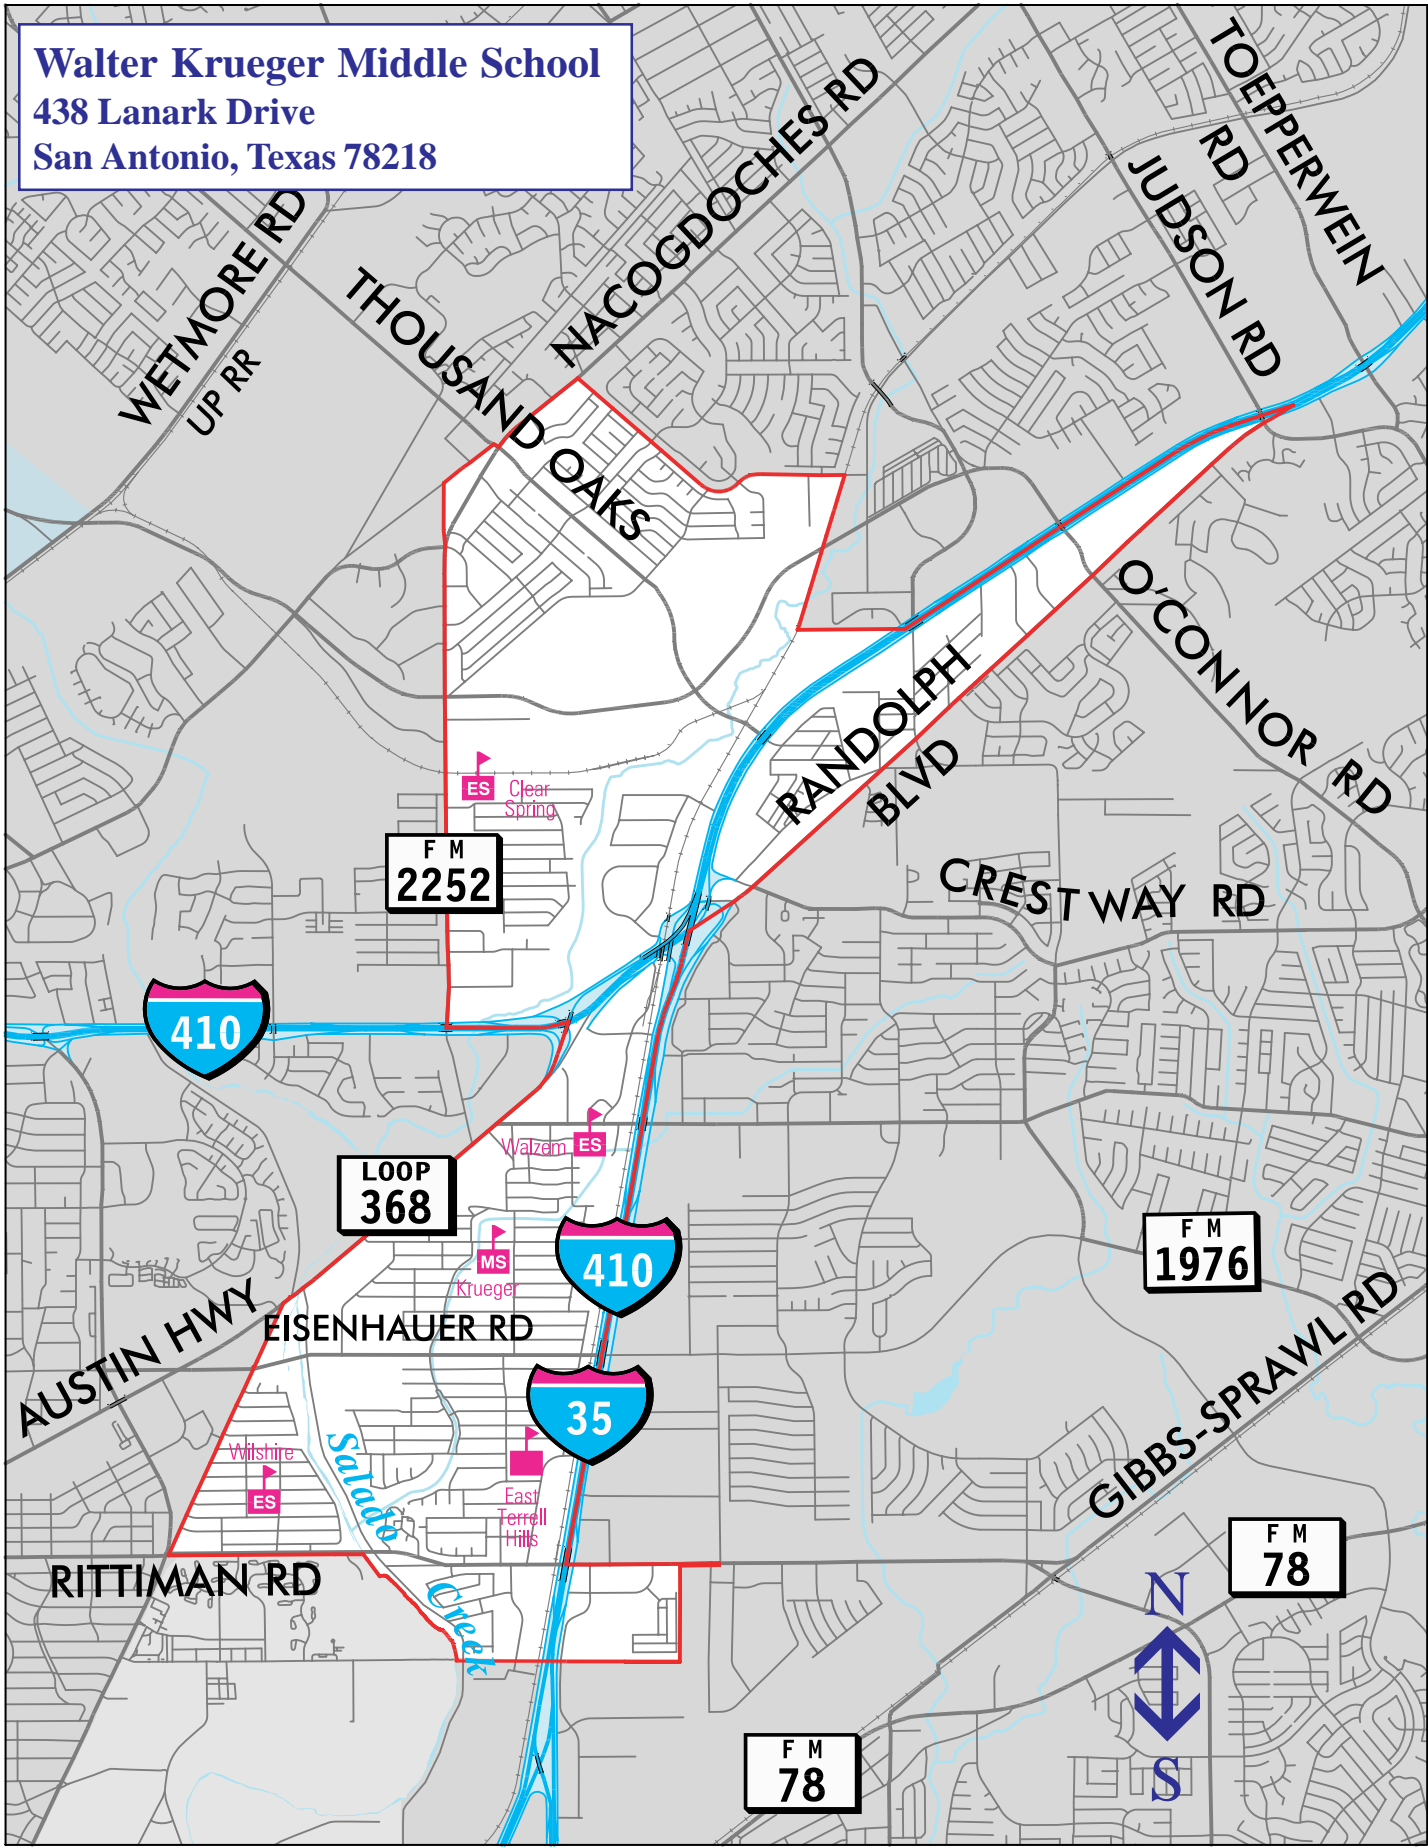 Walter Krueger Middle School
438 Lanark Drive
San Antonio, Texas 78218
TOEPPERWEIN
RD
NACOGDOCHES RD
JUDSON RD
WETMORE RD
UP RR
THOUSAND OAKS
O'CONNOR RD
RANDOLPH
BLVD
ES
Clear
Spring
F M
2252
CRESTWAY RD
410
Walzem
ES
LOOP
368
MS
Krueger
410
F M
1976
AUSTIN HWY
EISENHAUER RD
35
GIBBS-SPRAWL RD
Wilshire
ES
Salado
East
Terrell
Hills
F M
78
RITTIMAN RD
Creek
N
S
F M
78